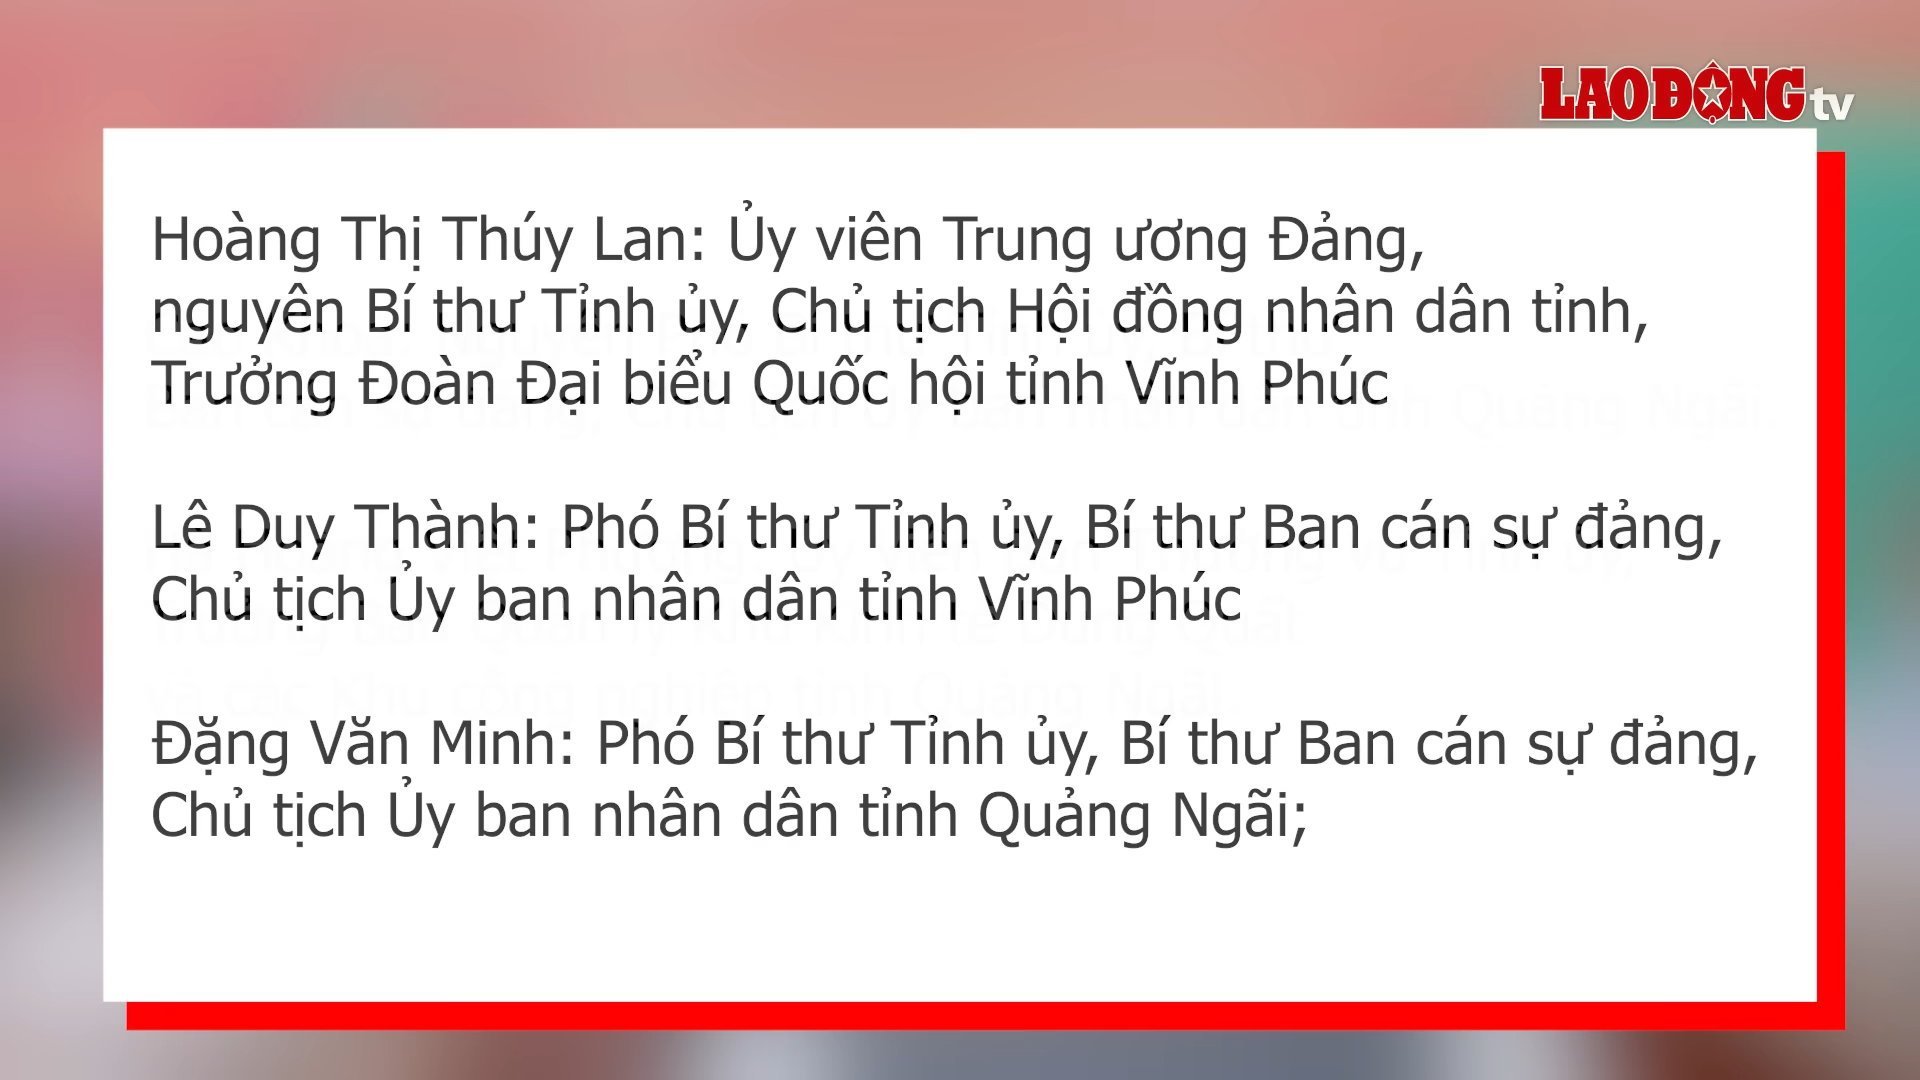 LAO ĐỘNG tv
Hoàng Thị Thúy Lan: Ủy viên Trung ương Đảng,
nguyên Bí thư Tỉnh ủy, Chủ tịch Hội đồng nhân dân tỉnh,
Trưởng Đoàn Đại biểu Quốc hội tỉnh Vĩnh Phúc
Lê Duy Thành: Phó Bí thư Tỉnh ủy, Bí thư Ban cán sự đảng,
Chủ tịch Ủy ban nhân dân tỉnh Vĩnh Phúc
Đặng Văn Minh: Phó Bí thư Tỉnh ủy, Bí thư Ban cán sự đảng,
Chủ tịch Ủy ban nhân dân tỉnh Quảng Ngãi;